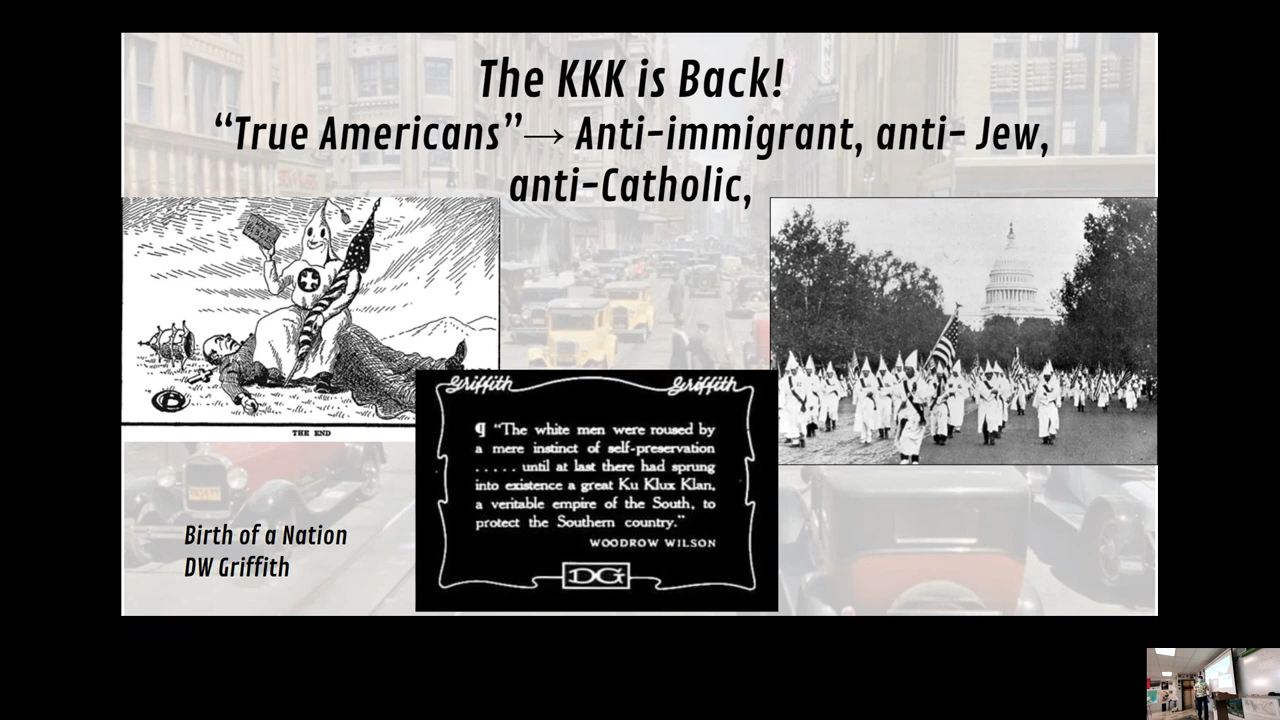 The KKK is Back!
“True Americans”→ Anti-immigrant, anti- Jew,
anti-Catholic,
THE END
Griffith Griffith
¶ “The white men were roused by
a mere instinct of self-preservation
. . . . . until at last there had sprung
into existence a great Ku Klux Klan,
a veritable empire of the South, to
protect the Southern country.”
WOODROW WILSON
DG
Birth of a Nation
DW Griffith